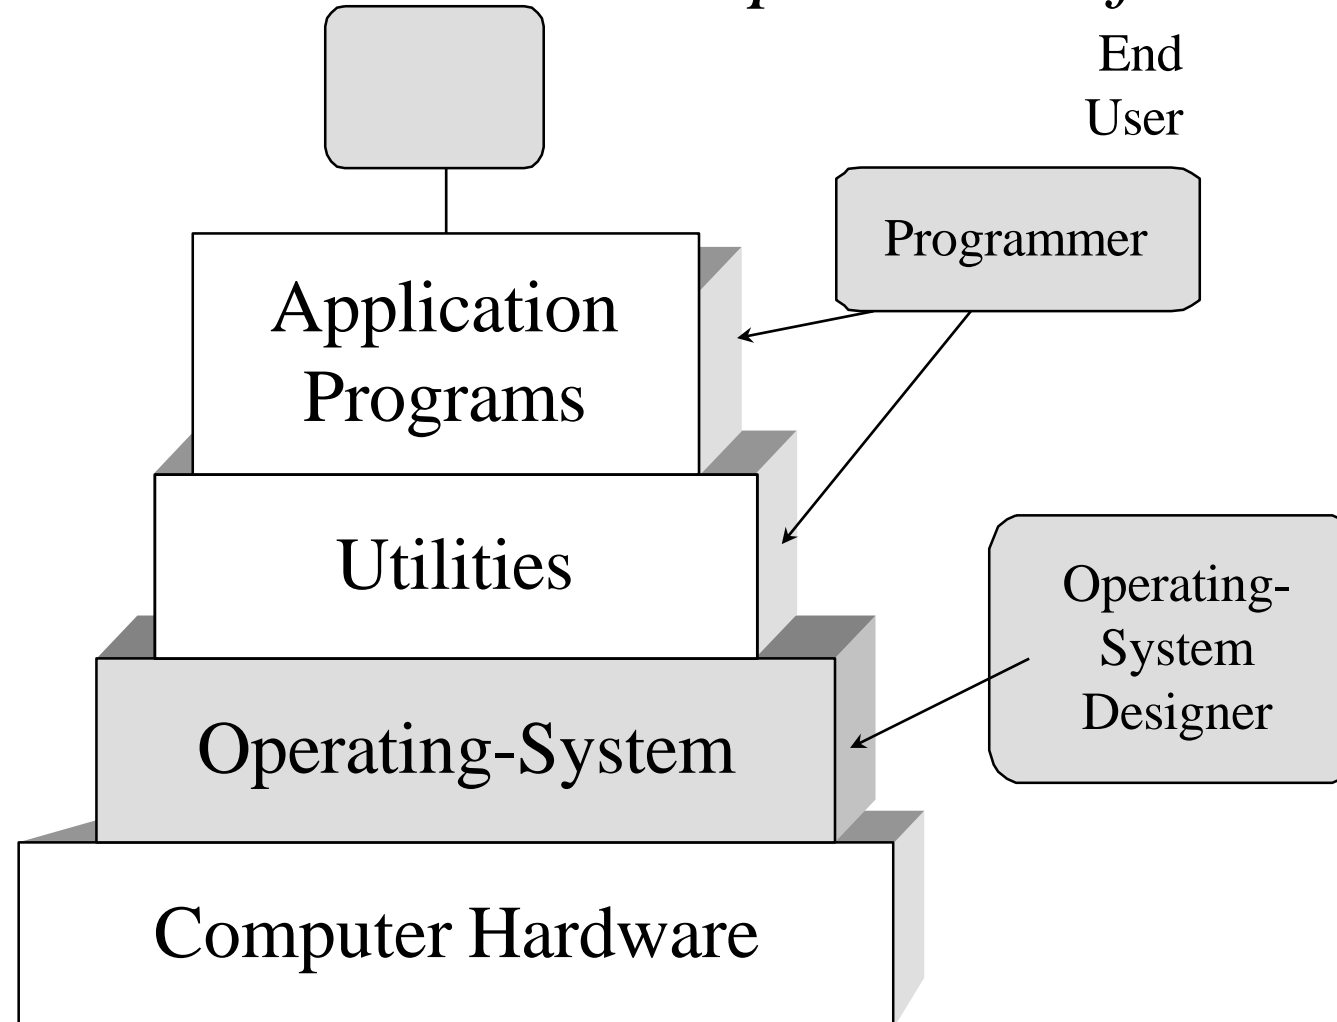 End
User
Programmer
Application
Programs
Utilities
Operating-
System
Designer
Operating-System
Computer Hardware